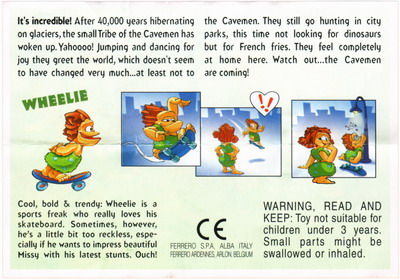 It's incredible! After 40,000 years hibernating
on glaciers, the small Tribe of the Cavemen has
woken up. Yahoooo! Jumping and dancing for
joy they greet the world, which doesn't seem
to have changed very much...at least not to
the Cavemen. They still go hunting in city
parks, this time not looking for dinosaurs
but for French fries. They feel completely
at home here. Watch out...the Cavemen
are coming!
WHEELIE
!!
Cool, bold & trendy: Wheelie is a
sports freak who really loves his
skateboard. Sometimes, however,
he's a little bit too reckless, espe-
cially if he wants to impress beautiful
Missy with his latest stunts. Ouch!
CE
FERRERO S.P.A. ALBA ITALY
FERRERO ARDENNES, ARLON, BELGIUM
WARNING, READ AND
KEEP: Toy not suitable for
children under 3 years.
Small parts might be
swallowed or inhaled.